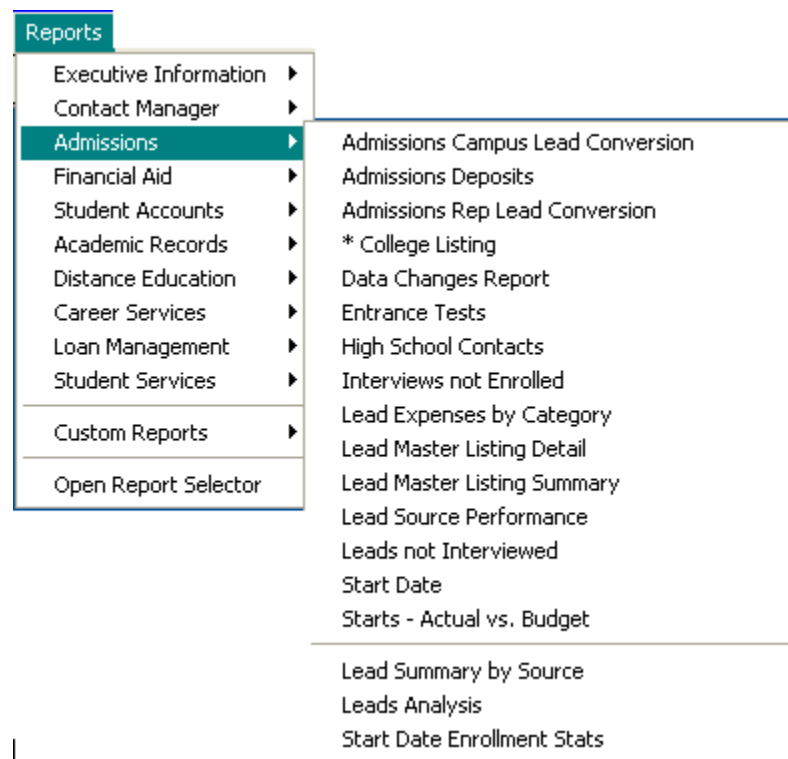 Reports
Executive Information
Contact Manager
Admissions
Financial Aid
Student Accounts
Academic Records
Distance Education
Career Services
Loan Management
Student Services
Custom Reports
Open Report Selector
Admissions Campus Lead Conversion
Admissions Deposits
Admissions Rep Lead Conversion
* College Listing
Data Changes Report
Entrance Tests
High School Contacts
Interviews not Enrolled
Lead Expenses by Category
Lead Master Listing Detail
Lead Master Listing Summary
Lead Source Performance
Leads not Interviewed
Start Date
Starts - Actual vs. Budget
Lead Summary by Source
Leads Analysis
Start Date Enrollment Stats